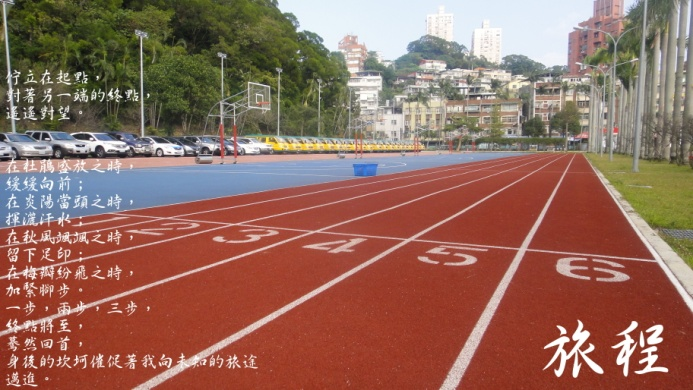 佇立在起點，
對著另一端的終點，
遙遙對望。
在杜鵑盛放之時，
緩緩向前；
在炎陽當頭之時，
揮灑汗水；
在秋風颯颯之時，
留下足印；
在梅瓣紛飛之時，
加緊腳步。
一步，兩步，三步，
終點將至，
驀然回首，
身後的坎坷催促著我向未知的旅途
邁進。
旅程
2 3 4 5 6